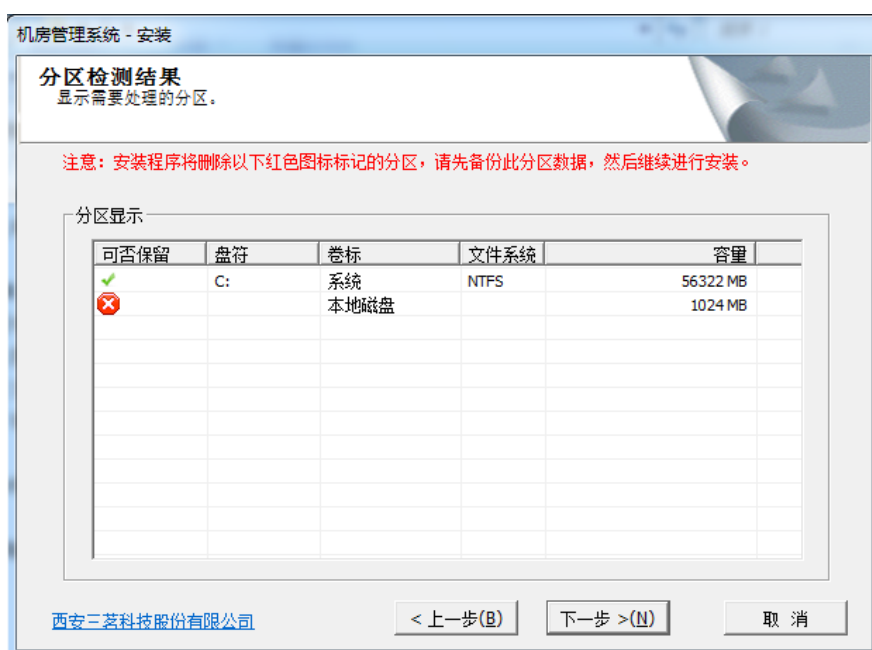 机房管理系统 - 安装
分区检测结果
显示需要处理的分区。
注意：安装程序将删除以下红色图标标记的分区，请先备份此分区数据，然后继续进行安装。
分区显示
可否保留 盘符 卷标 文件系统 容量
C: 系统 NTFS 56322 MB
本地磁盘 1024 MB
西安三茗科技股份有限公司 < 上一步(B) 下一步 >(N) 取 消